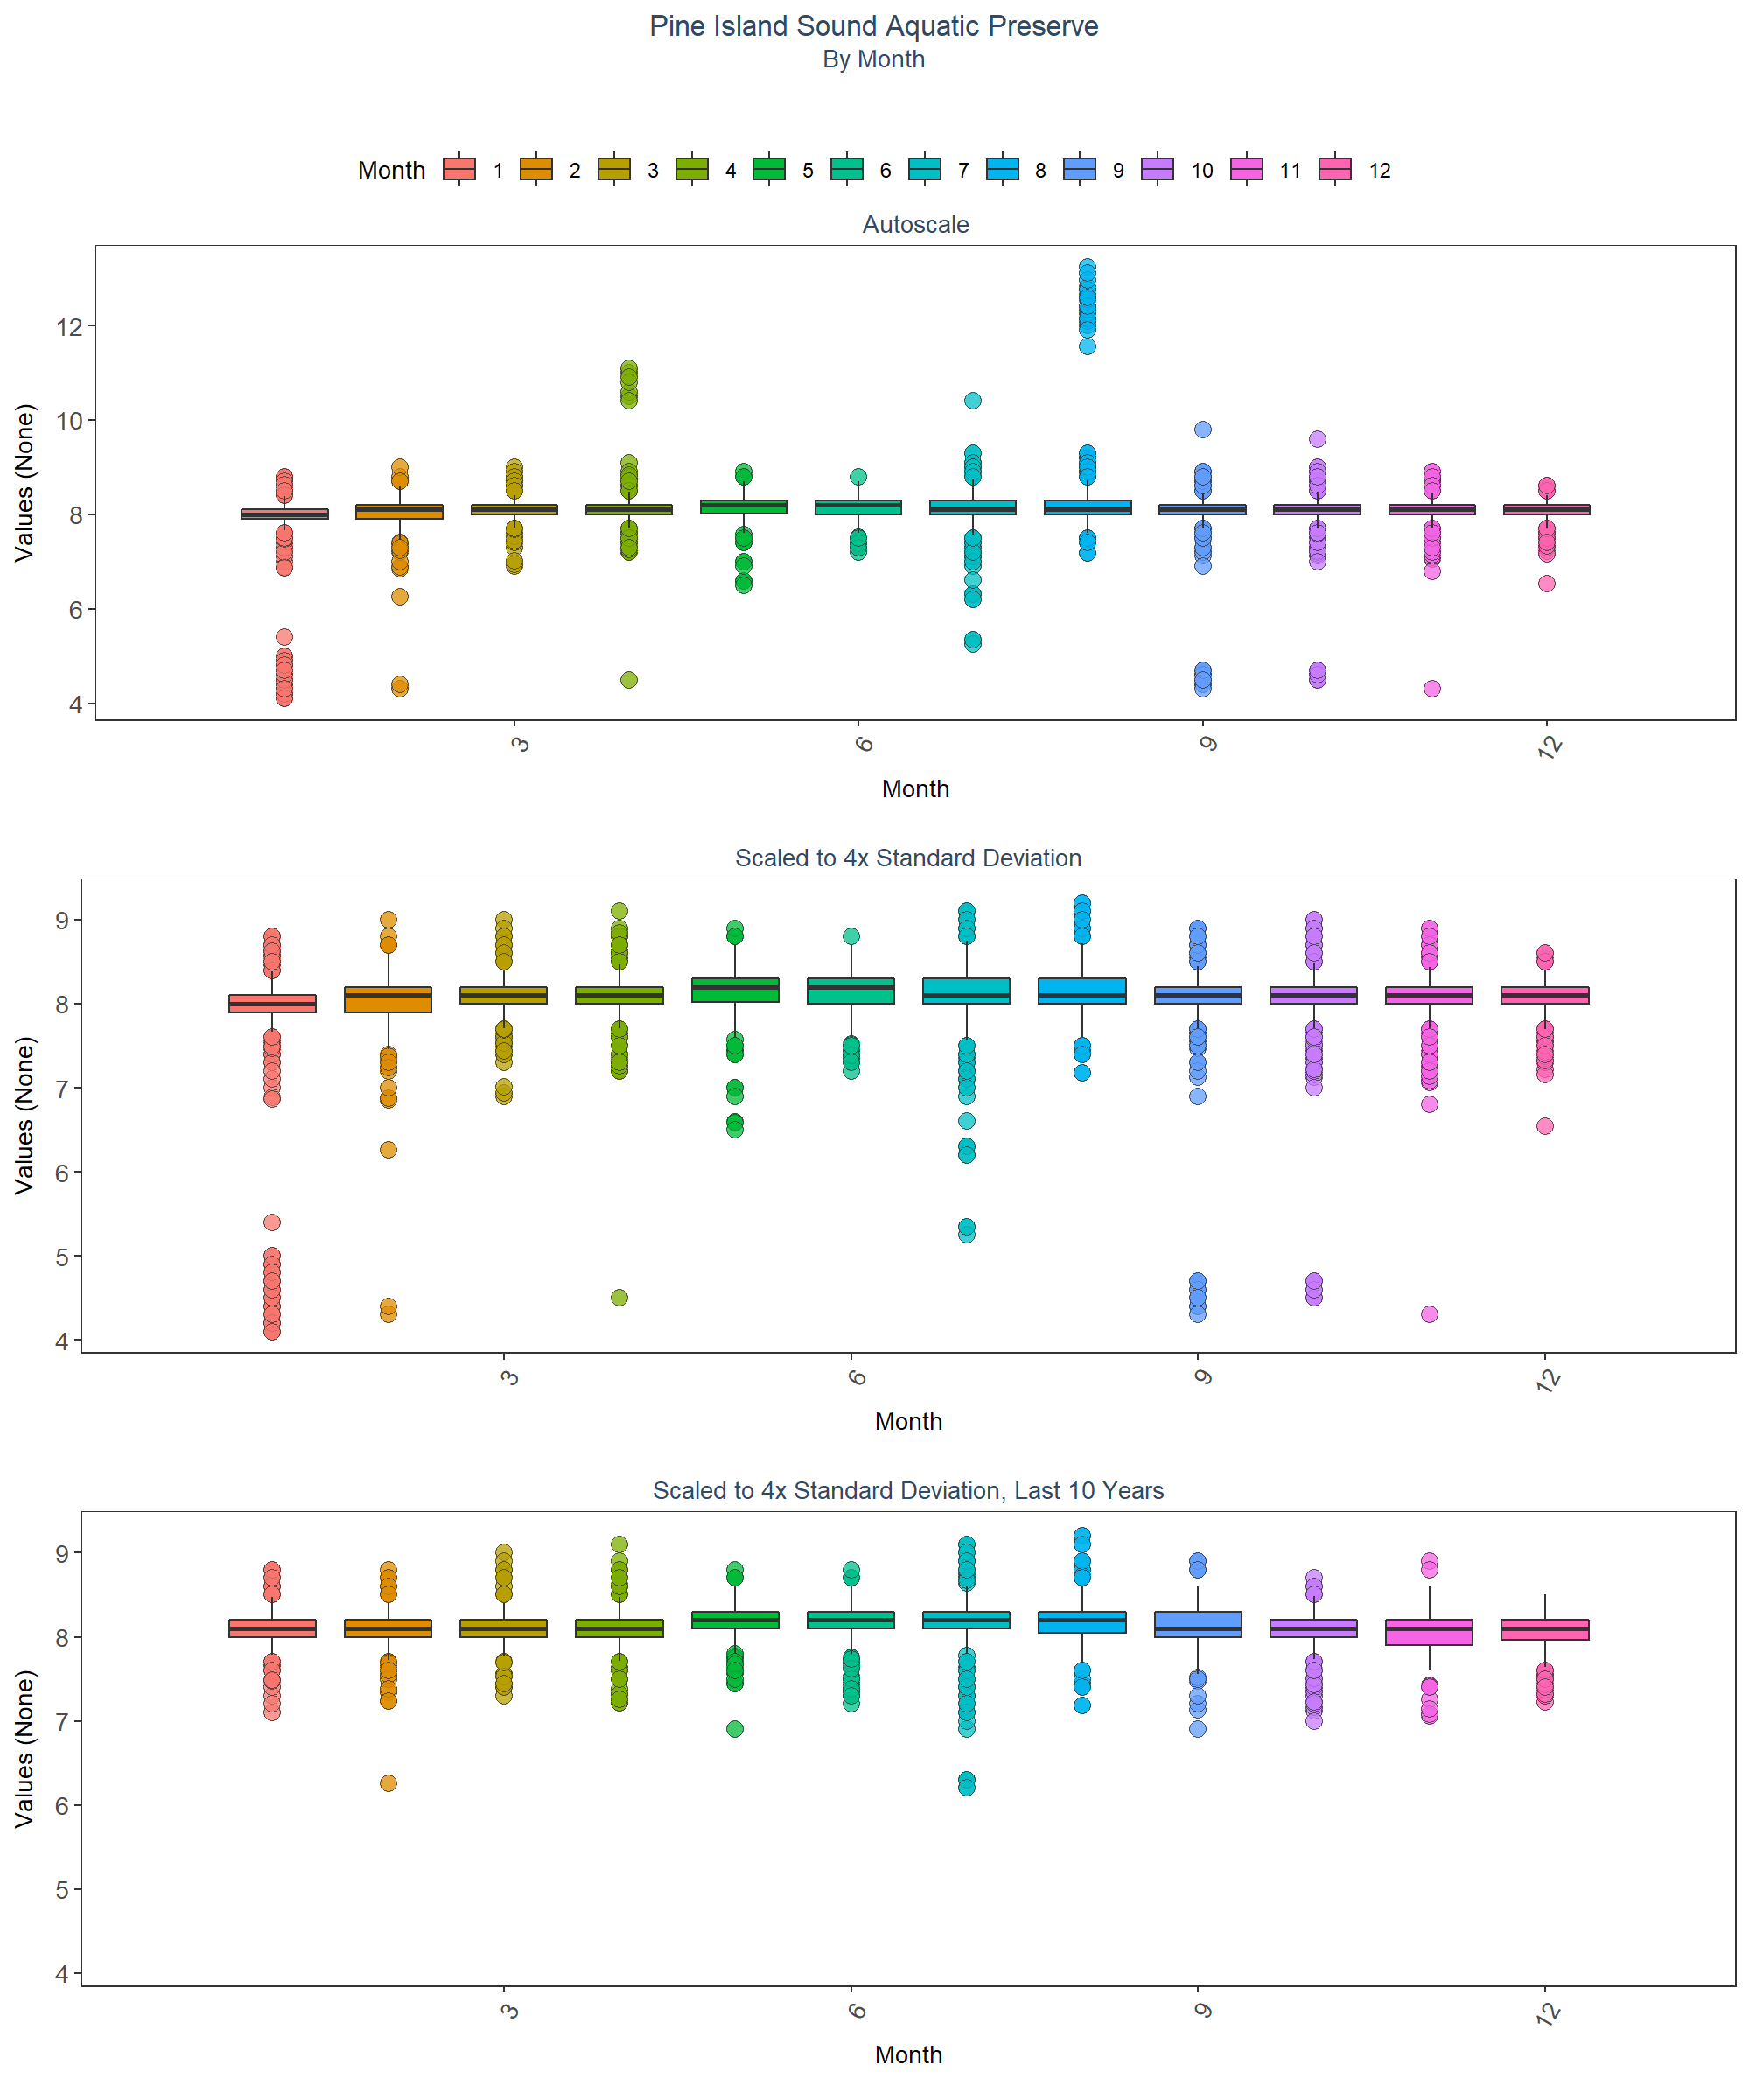 Pine Island Sound Aquatic Preserve
By Month
Month 1 2 3 4 5 6 7 8 9 10 11 12
Autoscale
Values (None)
12
10
8
6
4
3 6 9 12
Month
Scaled to 4x Standard Deviation
Values (None)
9
8
7
6
5
4
3 6 9 12
Month
Scaled to 4x Standard Deviation, Last 10 Years
Values (None)
9
8
7
6
5
4
3 6 9 12
Month